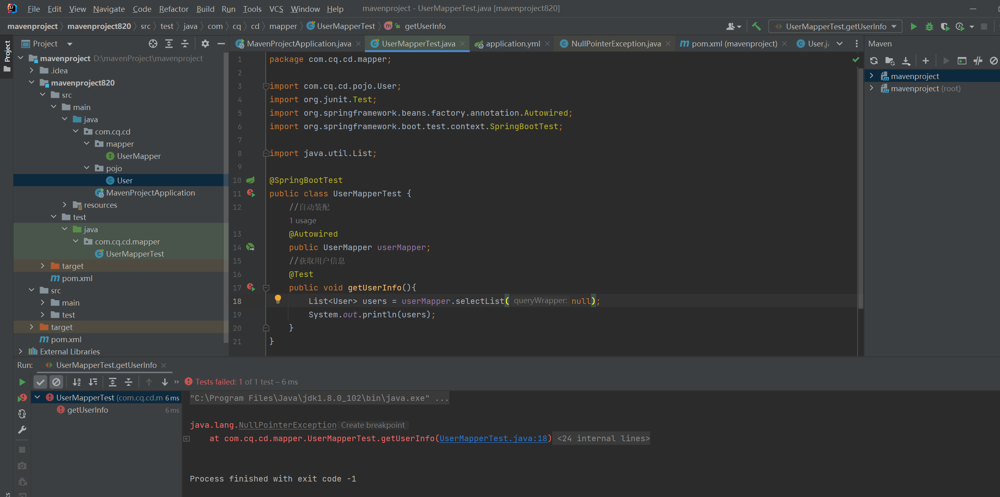 File Edit View Navigate Code Refactor Build Run Tools VCS Window Help mavenproject - UserMapperTest.java [mavenproject820]
mavenproject mavenproject820 src test java com cq cd mapper UserMapperTest getUserInfo UserMapperTest.getUserInfo
Project
Project
mavenproject D:\mavenProject\mavenproject
.idea
mavenproject820
src
main
java
com.cq.cd
mapper
UserMapper
pojo
User
MavenProjectApplication
resources
test
java
com.cq.cd.mapper
UserMapperTest
target
pom.xml
src
main
test
target
pom.xml
External Libraries
MavenProjectApplication.java UserMapperTest.java application.yml NullPointerException.java pom.xml (mavenproject) User.ja
1 package com.cq.cd.mapper;
2
3 import com.cq.cd.pojo.User;
4 import org.junit.Test;
5 import org.springframework.beans.factory.annotation.Autowired;
6 import org.springframework.boot.test.context.SpringBootTest;
7
8 import java.util.List;
9
10 @SpringBootTest
11 public class UserMapperTest {
12 //自动装配
1 usage
13 @Autowired
14 public UserMapper userMapper;
15 //获取用户信息
16 @Test
17 public void getUserInfo(){
18 List<User> users = userMapper.selectList( queryWrapper: null);
19 System.out.println(users);
20 }
21 }
Maven
mavenproject
mavenproject (root)
Run: UserMapperTest.getUserInfo
Tests failed: 1 of 1 test – 6 ms
UserMapperTest (com.cq.cd.m 6 ms
getUserInfo 6 ms
"C:\Program Files\Java\jdk1.8.0_102\bin\java.exe" ...
java.lang.NullPointerException Create breakpoint
at com.cq.cd.mapper.UserMapperTest.getUserInfo(UserMapperTest.java:18) <24 internal lines>
Process finished with exit code -1